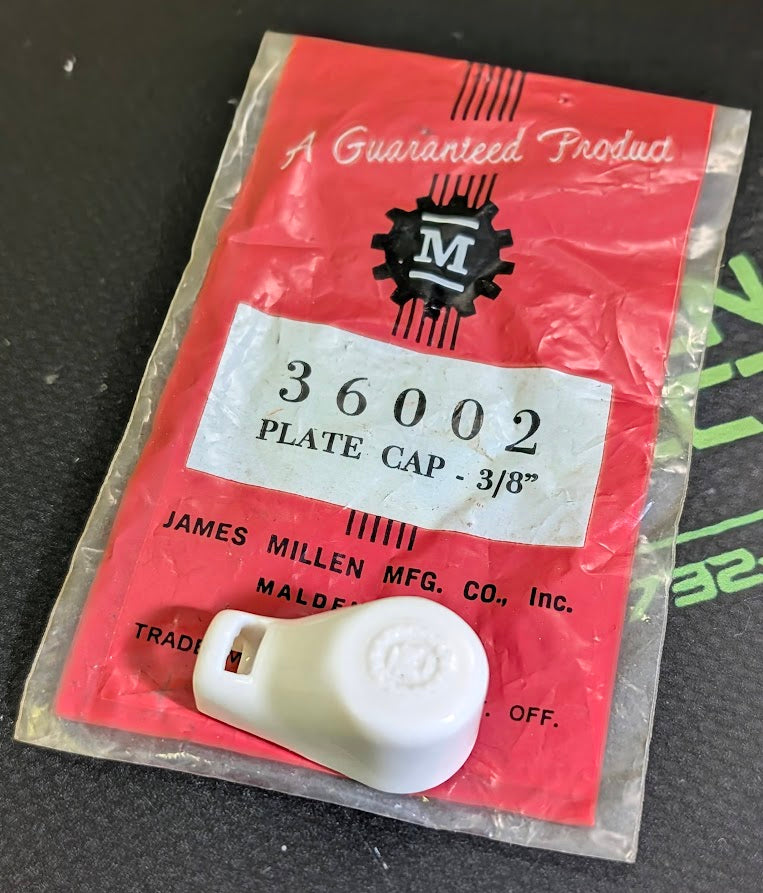 A Guaranteed Product
M
36002
PLATE CAP - 3/8”
JAMES MILLEN MFG. CO., Inc.
OFF.